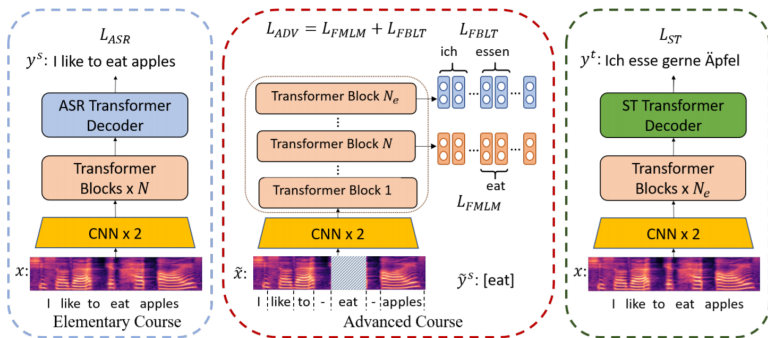 L_ASR
y^s: I like to eat apples
ASR Transformer
Decoder
Transformer
Blocks x N
CNN x 2
x:
I like to eat apples
Elementary Course
L_ADV = L_FMLM + L_FBLT
L_FBLT
ich essen
Transformer Block N_e
...
Transformer Block N
...
Transformer Block 1
eat
L_FMLM
CNN x 2
x̃:
ỹ^s: [eat]
I like to - eat - apples
Advanced Course
L_ST
y^t: Ich esse gerne Äpfel
ST Transformer
Decoder
Transformer
Blocks x N_e
CNN x 2
x:
I like to eat apples